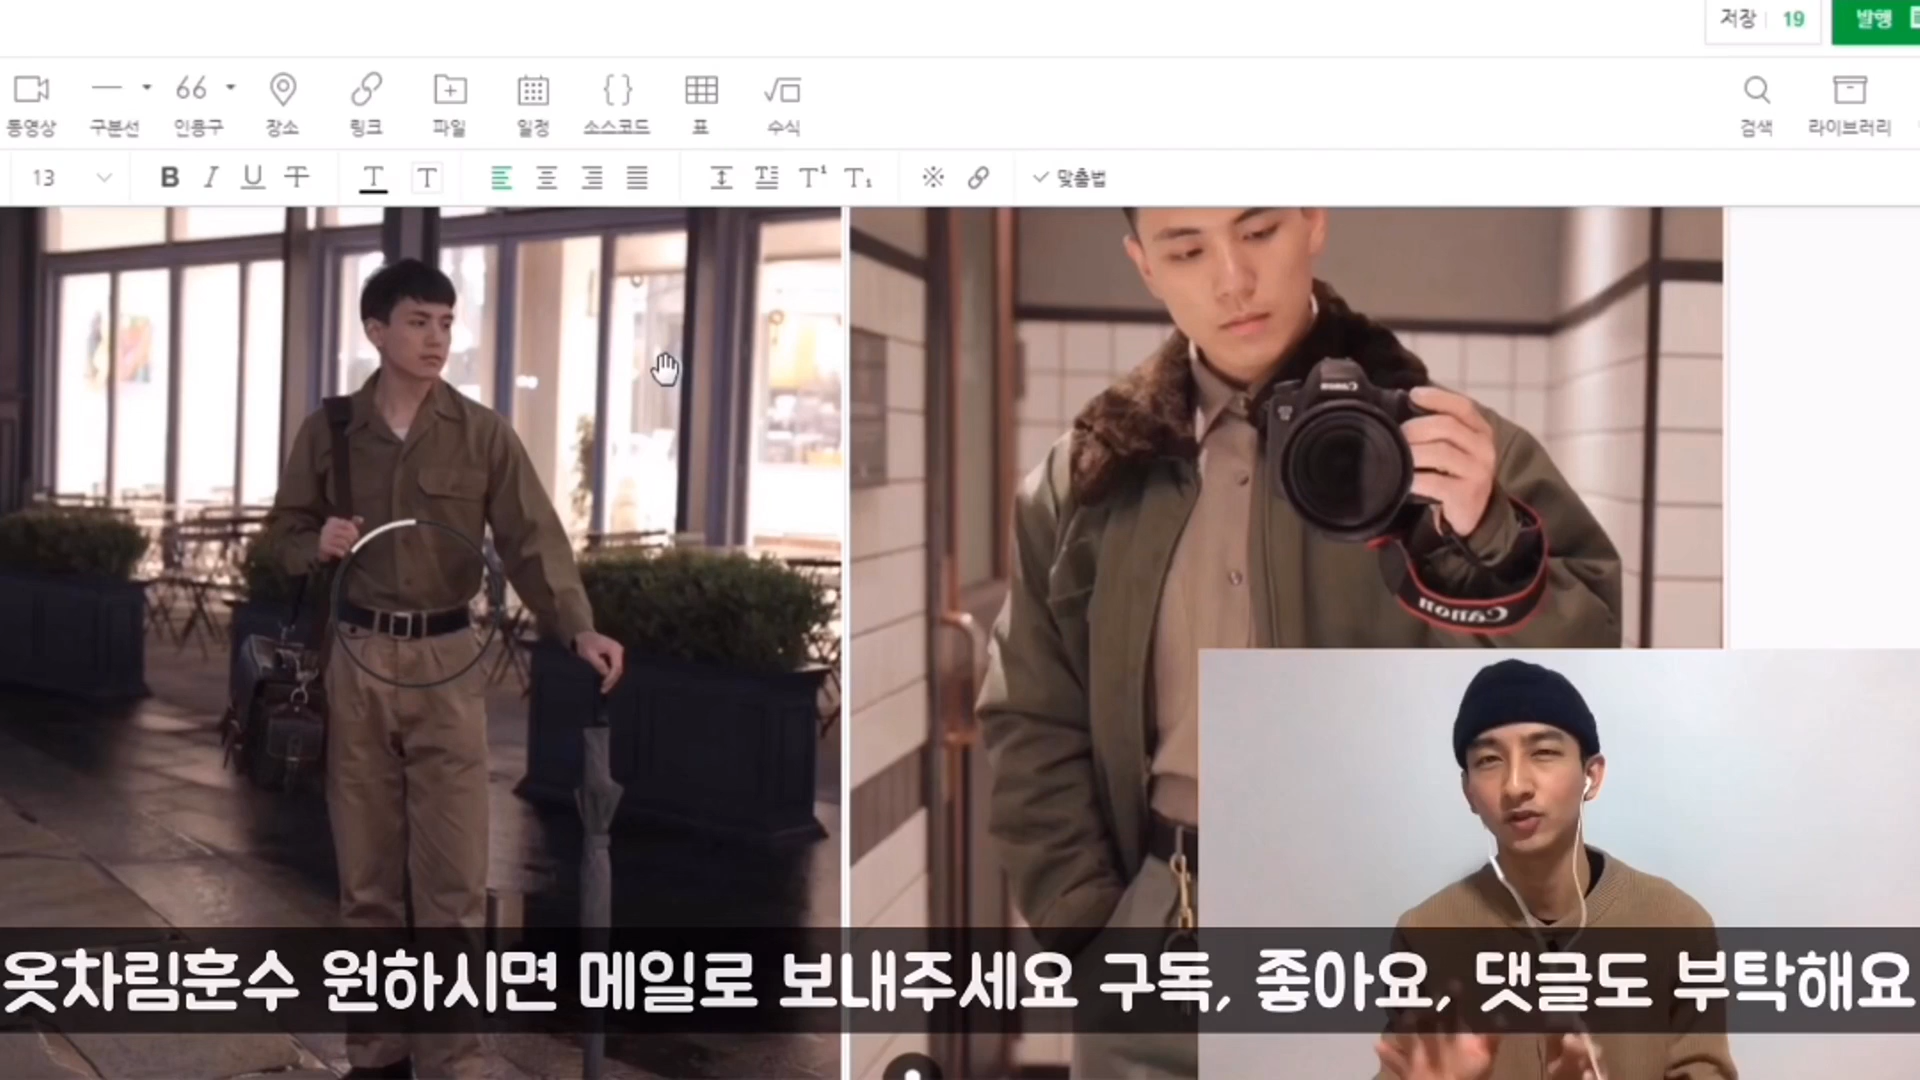 저장 19 발행
동영상 구분선 인용구 장소 링크 파일 일정 소스코드 표 수식 검색 라이브러리
13 맞춤법
Canon
Canon
옷차림훈수 원하시면 메일로 보내주세요 구독, 좋아요, 댓글도 부탁해요